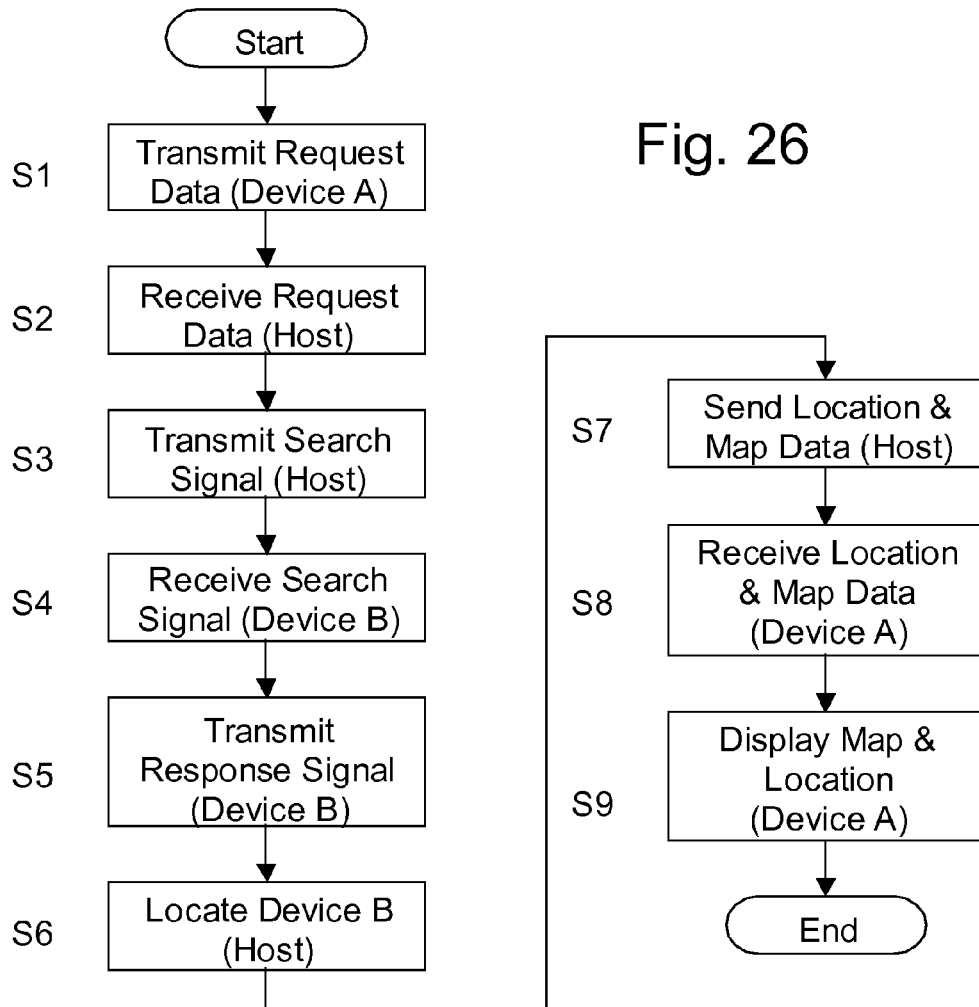 Start
Fig. 26
S1
Transmit Request
Data (Device A)
S2
Receive Request
Data (Host)
S3
Transmit Search
Signal (Host)
S4
Receive Search
Signal (Device B)
S5
Transmit
Response Signal
(Device B)
S6
Locate Device B
(Host)
S7
Send Location &
Map Data (Host)
S8
Receive Location
& Map Data
(Device A)
S9
Display Map &
Location
(Device A)
End